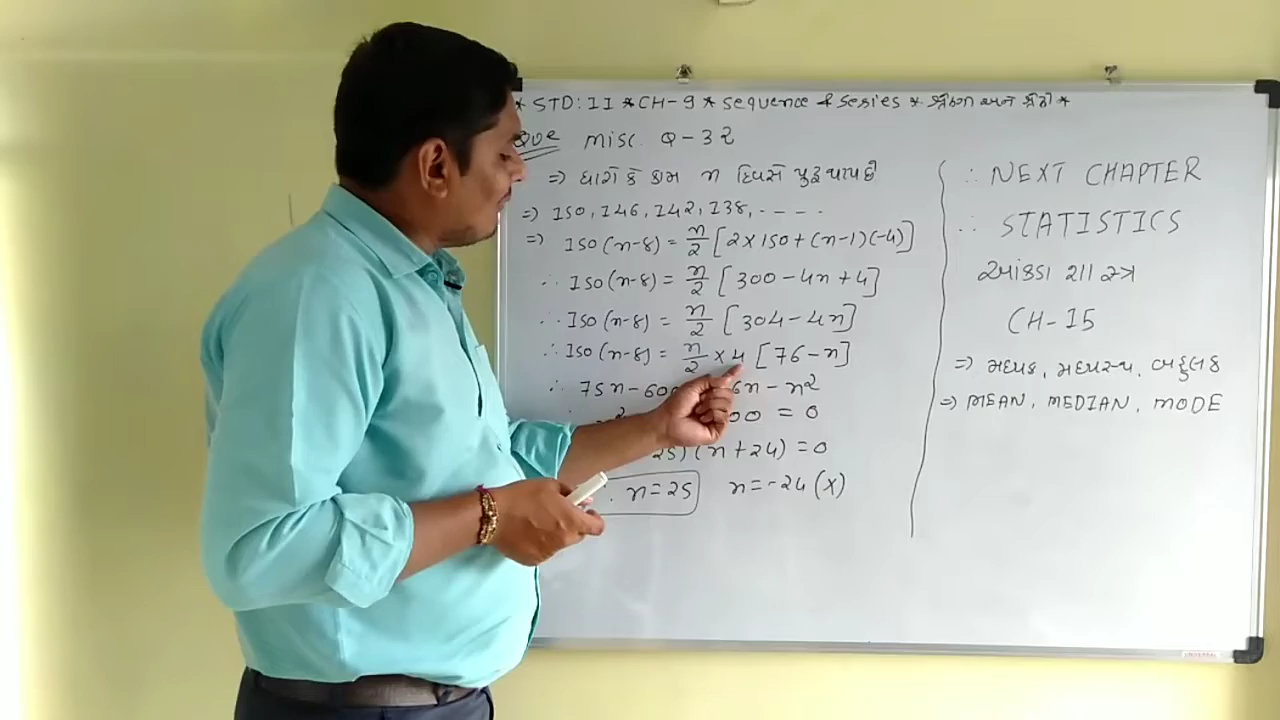 * STD: 11 * CH-9 * Sequence & Series * શ્રેણી અને શ્રેઢી *
Que Misc. Q-32
⇒ ધારો કે કામ n દિવસે પુરૂ થાય છે
⇒ 150, 146, 142, 138, - - - -
⇒ 150(n-8) = n/2 [2×150+(n-1)(-4)]
∴ 150(n-8) = n/2 [300-4n+4]
∴ 150(n-8) = n/2 [304-4n]
∴ 150(n-8) = n/2 ×4 [76-n]
∴ 75n-600 6n-n²
2 00 = 0
25)(n+24)=0
n=25 n=-24(×)
∴ NEXT CHAPTER
∴ STATISTICS
આંકડાશાસ્ત્ર
CH-15
⇒ મધ્યક, મધ્યસ્થ, બહુલક
⇒ MEAN, MEDIAN, MODE